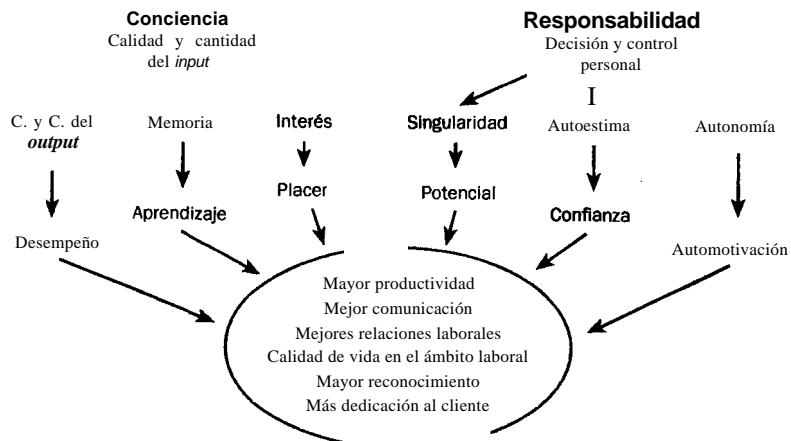 Conciencia
Calidad y cantidad
del input
Responsabilidad
Decisión y control
personal
I
C. y C. del
output
Memoria
Interés
Singularidad
Autoestima
Autonomía
Aprendizaje
Placer
Potencial
Confianza
Desempeño
Automotivación
Mayor productividad
Mejor comunicación
Mejores relaciones laborales
Calidad de vida en el ámbito laboral
Mayor reconocimiento
Más dedicación al cliente